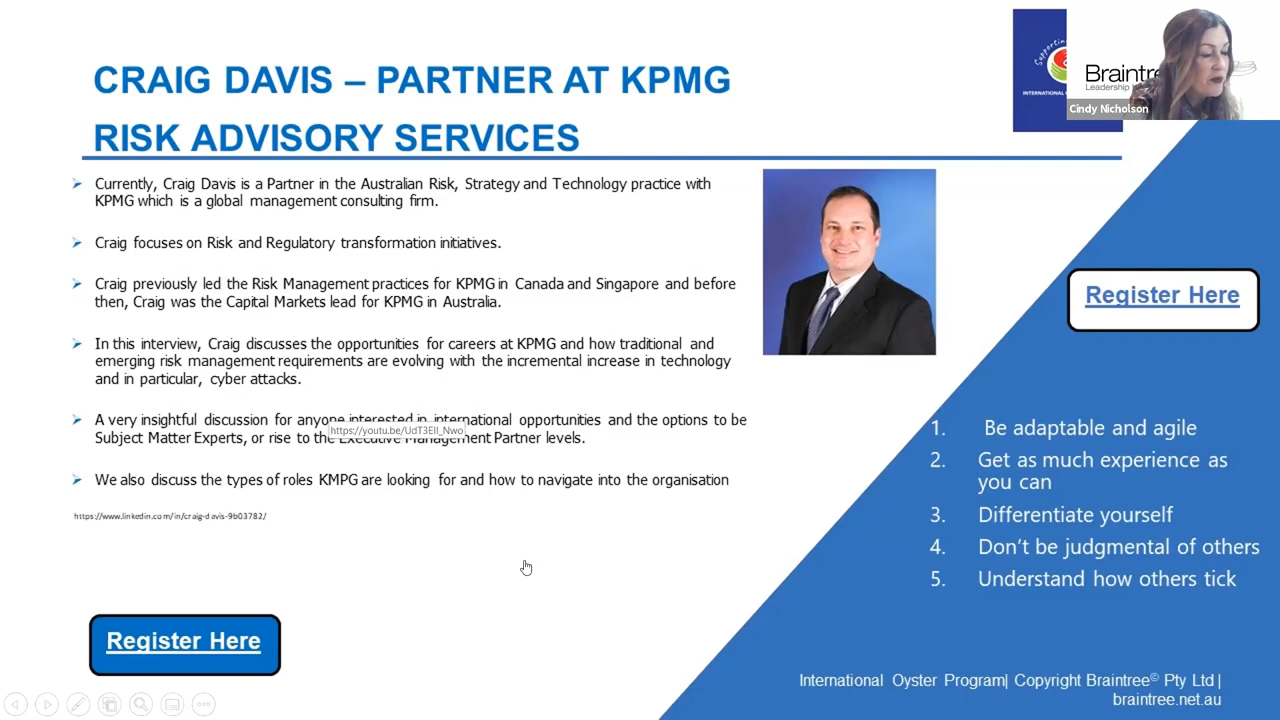 CRAIG DAVIS – PARTNER AT KPMG
RISK ADVISORY SERVICES
Supporting
INTERNATIONAL
Braintree
Leadership
Cindy Nicholson
Currently, Craig Davis is a Partner in the Australian Risk, Strategy and Technology practice with
KPMG which is a global management consulting firm.
Craig focuses on Risk and Regulatory transformation initiatives.
Craig previously led the Risk Management practices for KPMG in Canada and Singapore and before
then, Craig was the Capital Markets lead for KPMG in Australia.
In this interview, Craig discusses the opportunities for careers at KPMG and how traditional and
emerging risk management requirements are evolving with the incremental increase in technology
and in particular, cyber attacks.
A very insightful discussion for anyone interested in international opportunities and the options to be
https://youtu.be/UdT3EIl_Nwo
Subject Matter Experts, or rise to the Executive Management Partner levels.
We also discuss the types of roles KMPG are looking for and how to navigate into the organisation
https://www.linkedin.com/in/craig-davis-9b03782/
Register Here
Register Here
1. Be adaptable and agile
2. Get as much experience as
you can
3. Differentiate yourself
4. Don't be judgmental of others
5. Understand how others tick
International Oyster Program| Copyright Braintree© Pty Ltd |
braintree.net.au